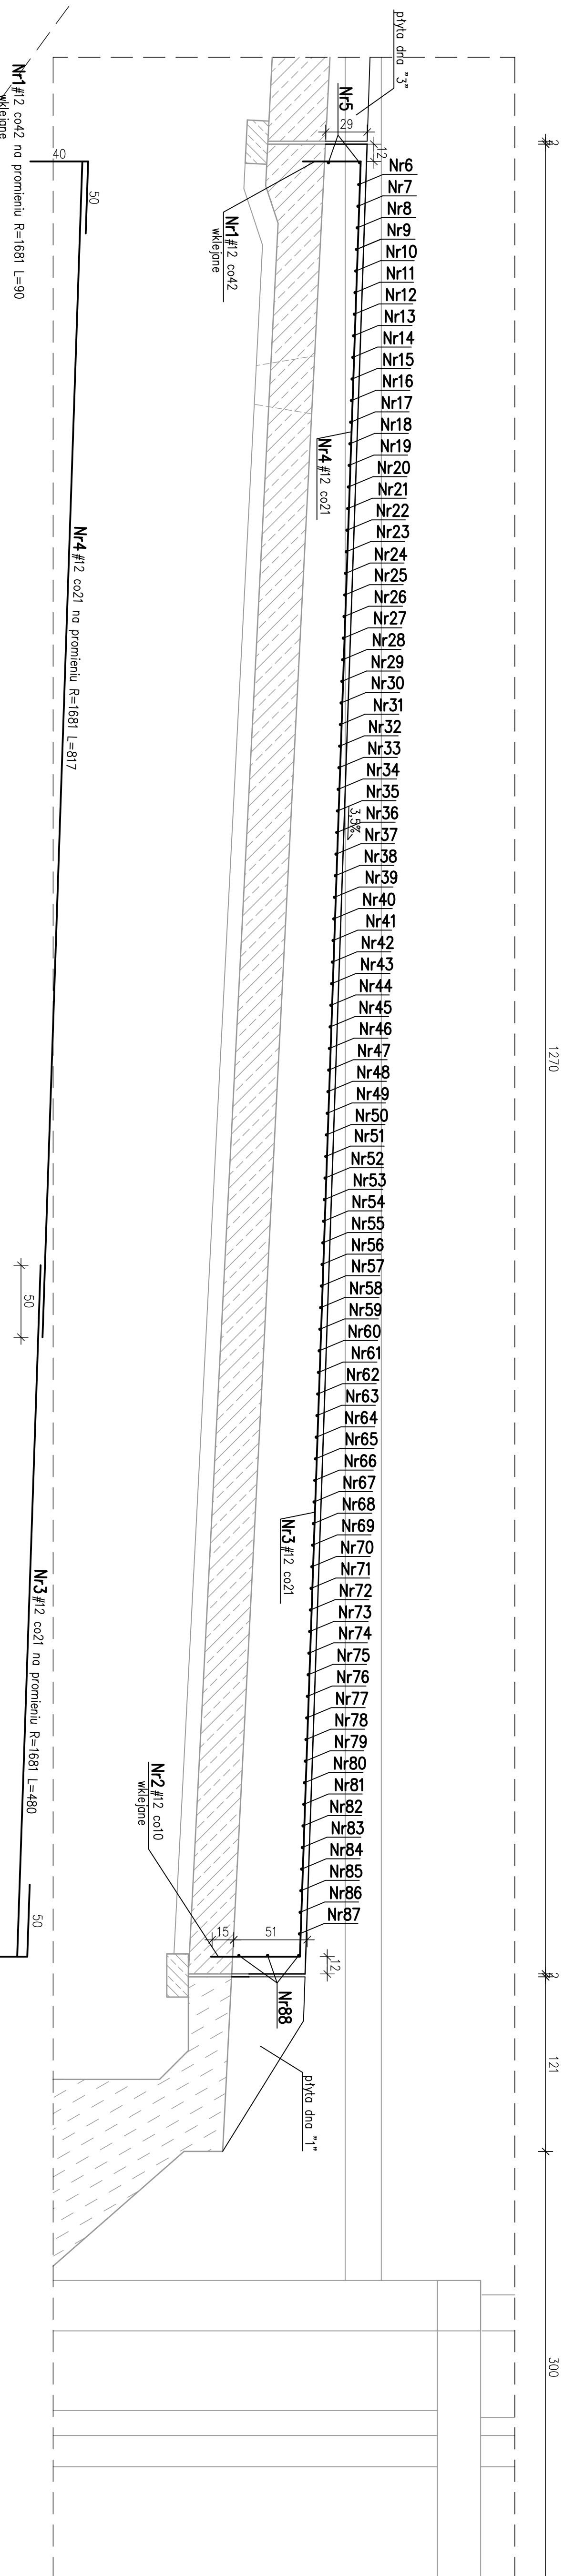 płyta dna "3"
2
Nr5
29
12
Nr1 #12 co42 na promieniu R=1681 L=90
wklejane
40
50
Nr1 #12 co42
wklejane
Nr6
Nr7
Nr8
Nr9
Nr10
Nr11
Nr12
Nr13
Nr14
Nr15
Nr16
Nr17
Nr18
Nr19
Nr4 #12 co21
Nr20
Nr21
Nr22
Nr23
Nr24
Nr25
Nr26
Nr27
Nr4 #12 co21 na promieniu R=1681 L=817
Nr28
Nr29
Nr30
Nr31
Nr32
Nr33
Nr34
Nr35
Nr36
3,5%
Nr37
Nr38
Nr39
Nr40
Nr41
Nr42
Nr43
Nr44
Nr45
Nr46
1270
Nr47
Nr48
Nr49
Nr50
Nr51
Nr52
Nr53
Nr54
Nr55
Nr56
Nr57
50
Nr58
Nr59
Nr60
Nr61
Nr62
Nr63
Nr64
Nr65
Nr66
Nr67
Nr68
Nr3 #12 co21
Nr69
Nr70
Nr71
Nr3 #12 co21 na promieniu R=1681 L=480
Nr72
Nr73
Nr74
Nr75
Nr76
Nr77
Nr78
Nr79
Nr80
Nr2 #12 co10
wklejane
Nr81
Nr82
Nr83
Nr84
Nr85
Nr86
Nr87
50
15
51
12
2
Nr88
121
płyta dna "1"
300